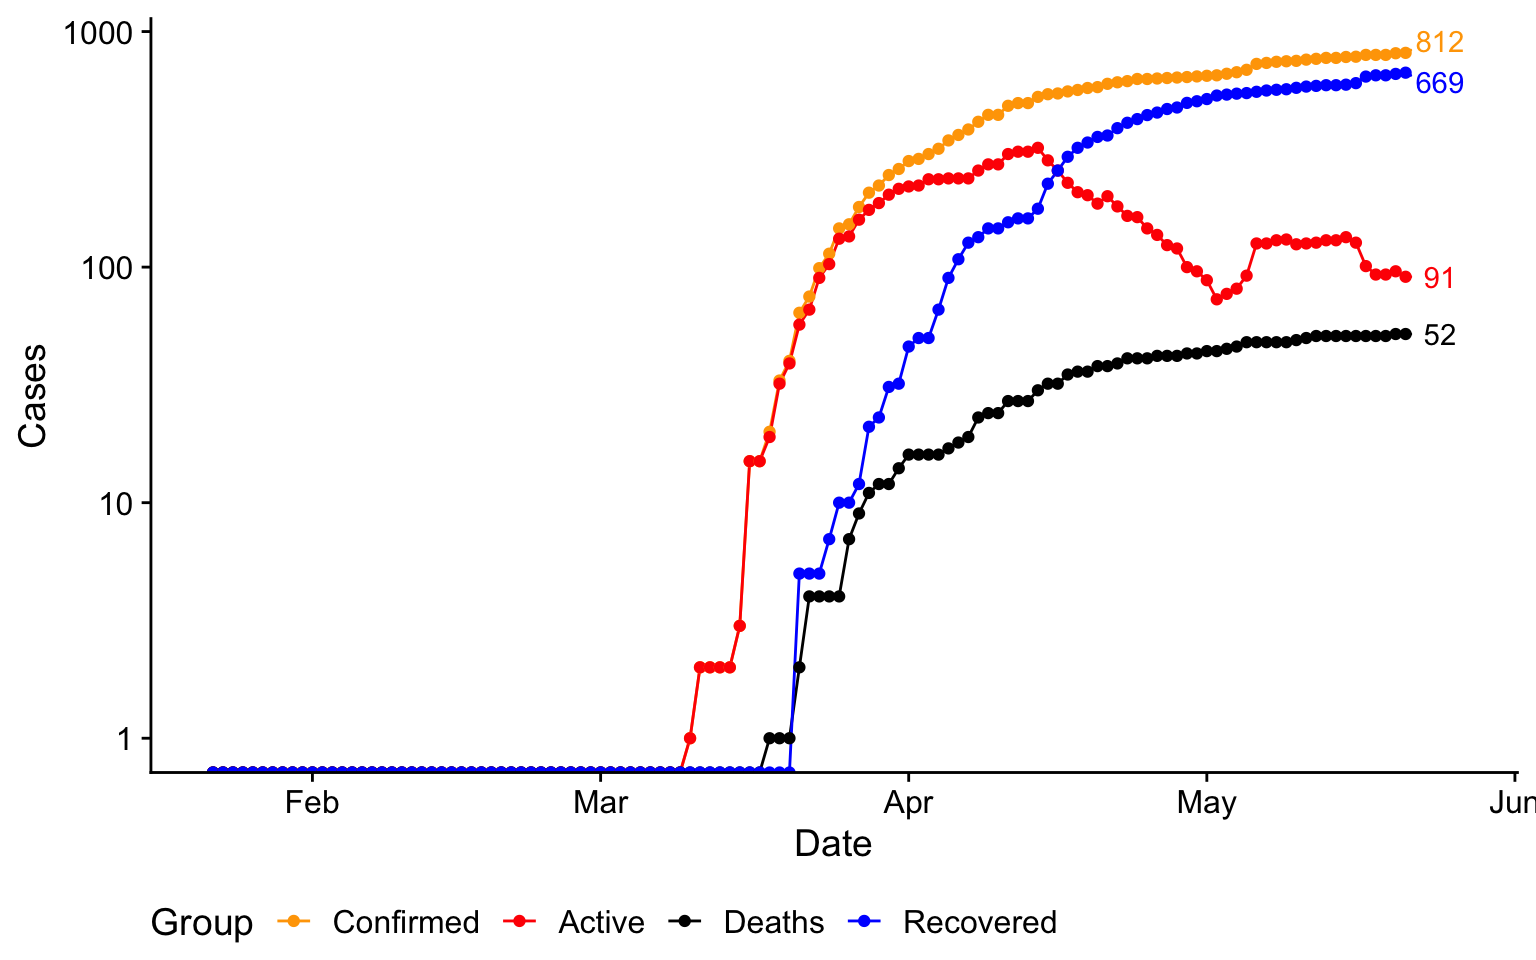 1000
812
669
100
91
52
Cases
10
1
Feb Mar Apr May Jun
Date
Group Confirmed Active Deaths Recovered